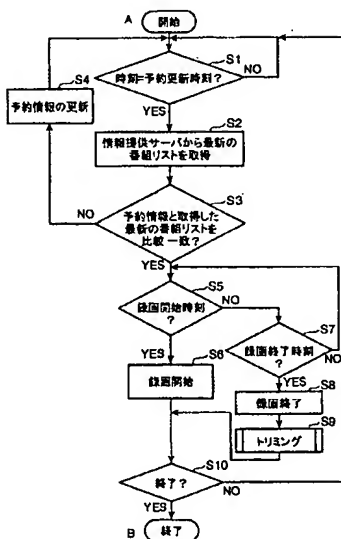 A
開始
S1
時刻=予約更新時刻?
NO
YES
S4
予約情報の更新
S2
情報提供サーバから最新の
番組リストを取得
S3
予約情報と取得した
最新の番組リストを
比較 一致?
NO
YES
S5
録画開始時刻
?
NO
YES
S7
録画終了時刻
?
NO
YES
S6
録画開始
S8
録画終了
S9
トリミング
S10
終了?
NO
YES
B
終了